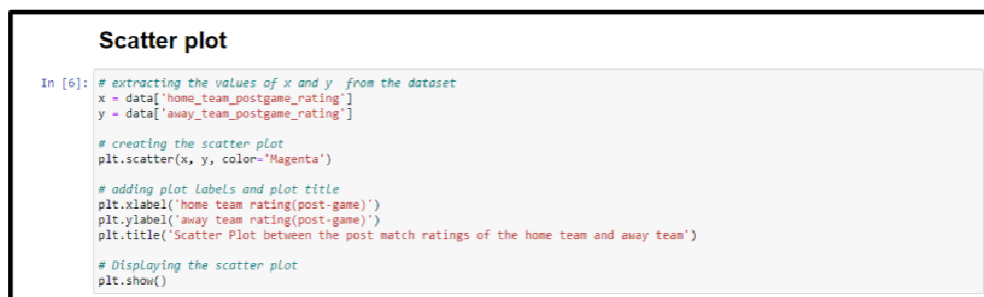 Scatter plot
In [6]: # extracting the values of x and y from the dataset
x = data['home_team_postgame_rating']
y = data['away_team_postgame_rating']
# creating the scatter plot
plt.scatter(x, y, color='Magenta')
# adding plot labels and plot title
plt.xlabel('home team rating(post-game)')
plt.ylabel('away team rating(post-game)')
plt.title('Scatter Plot between the post match ratings of the home team and away team')
# Displaying the scatter plot
plt.show()